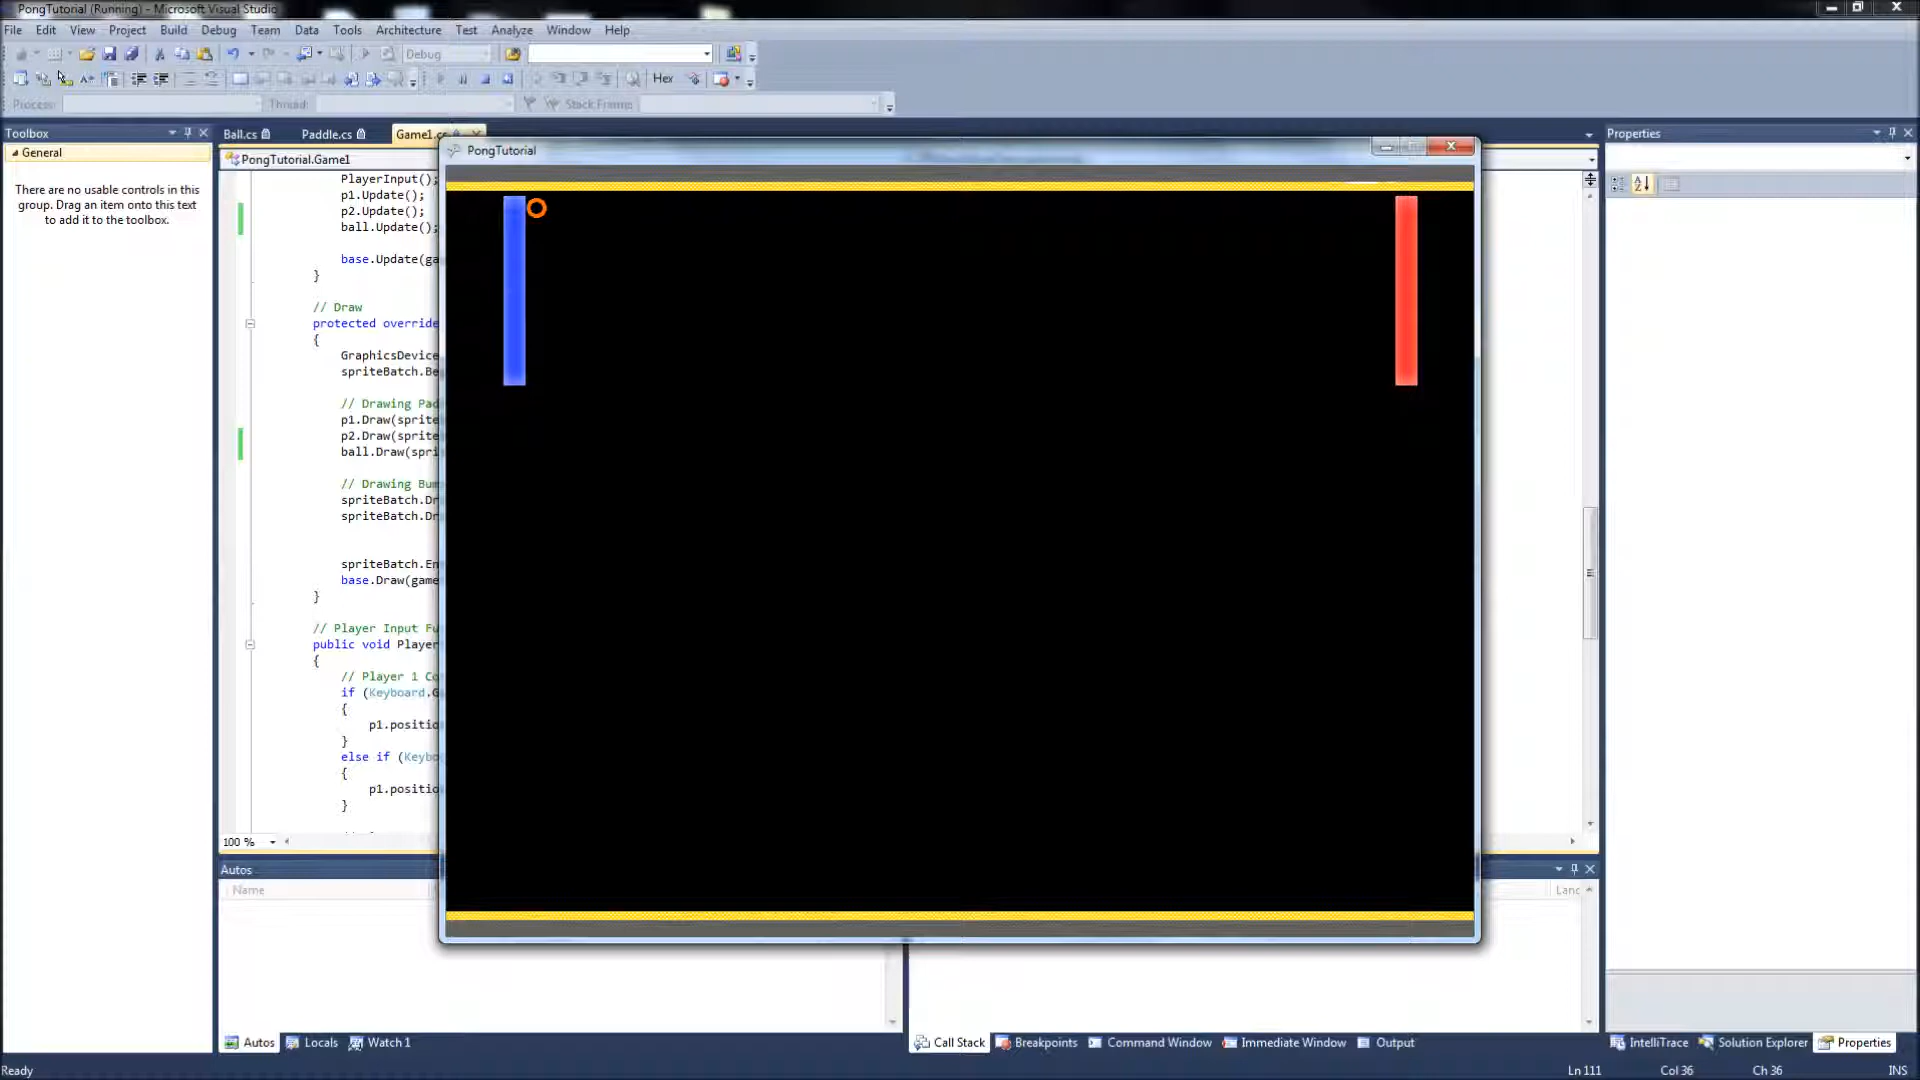 PongTutorial (Running) - Microsoft Visual Studio
File Edit View Project Build Debug Team Data Tools Architecture Test Analyze Window Help
Debug
Hex
Process: Thread: Stack Frame:
Toolbox
General
There are no usable controls in this
group. Drag an item onto this text
to add it to the toolbox.
Ball.cs Paddle.cs Game1.cs
PongTutorial.Game1
PlayerInput();
p1.Update();
p2.Update();
ball.Update();
base.Update(ga
}
// Draw
protected override
{
GraphicsDevice
spriteBatch.Be
// Drawing Pad
p1.Draw(sprite
p2.Draw(sprite
ball.Draw(spri
// Drawing Bum
spriteBatch.Dr
spriteBatch.Dr
spriteBatch.En
base.Draw(game
}
// Player Input Fu
public void Player
{
// Player 1 Co
if (Keyboard.G
{
p1.positio
}
else if (Keybo
{
p1.positio
}
100 %
PongTutorial
Properties
Autos
Name
Lang
Autos Locals Watch 1
Call Stack Breakpoints Command Window Immediate Window Output
IntelliTrace Solution Explorer Properties
Ready
Ln 111 Col 36 Ch 36 INS